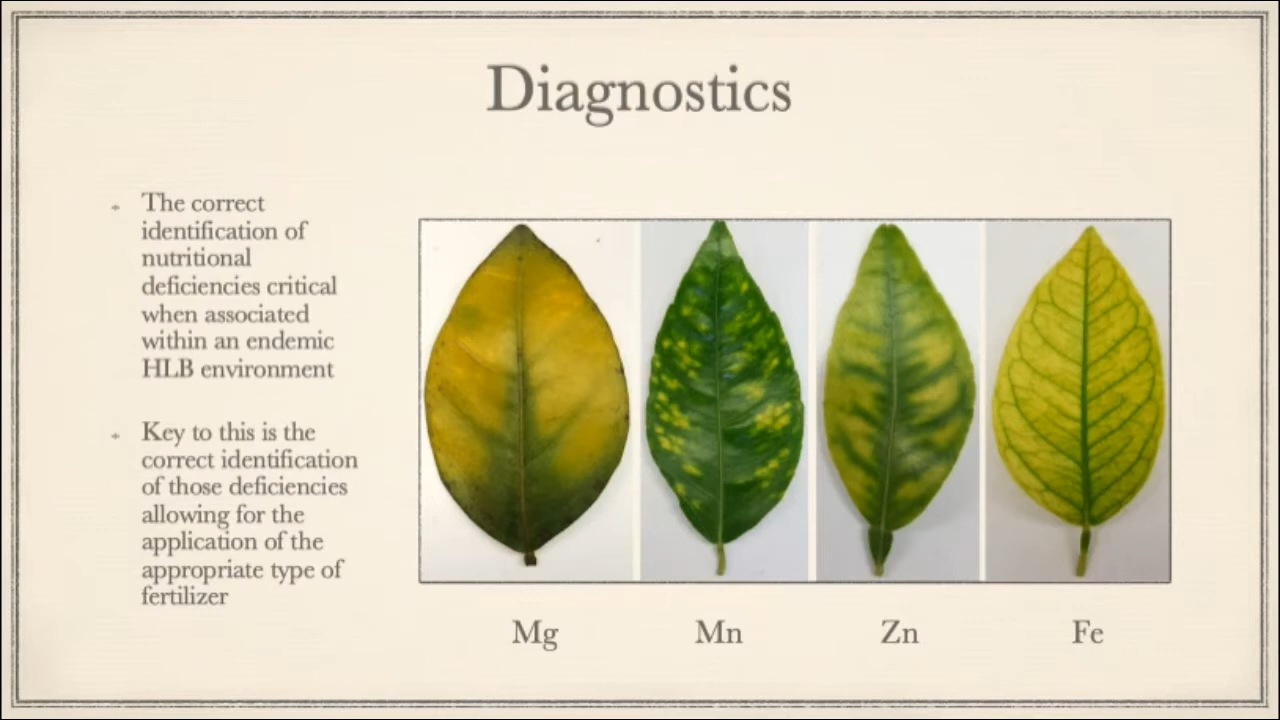 Diagnostics
The correct
identification of
nutritional
deficiencies critical
when associated
within an endemic
HLB environment
Key to this is the
correct identification
of those deficiencies
allowing for the
application of the
appropriate type of
fertilizer
Mg Mn Zn Fe